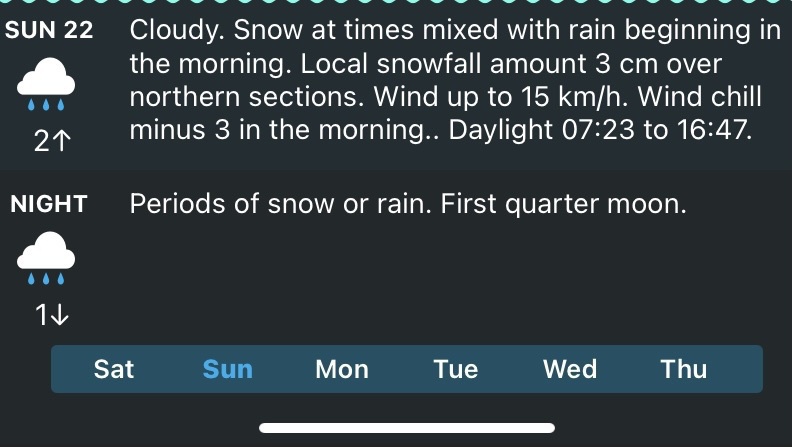 SUN 22
Cloudy. Snow at times mixed with rain beginning in
the morning. Local snowfall amount 3 cm over
northern sections. Wind up to 15 km/h. Wind chill
minus 3 in the morning.. Daylight 07:23 to 16:47.
2↑
NIGHT
Periods of snow or rain. First quarter moon.
1↓
Sat Sun Mon Tue Wed Thu